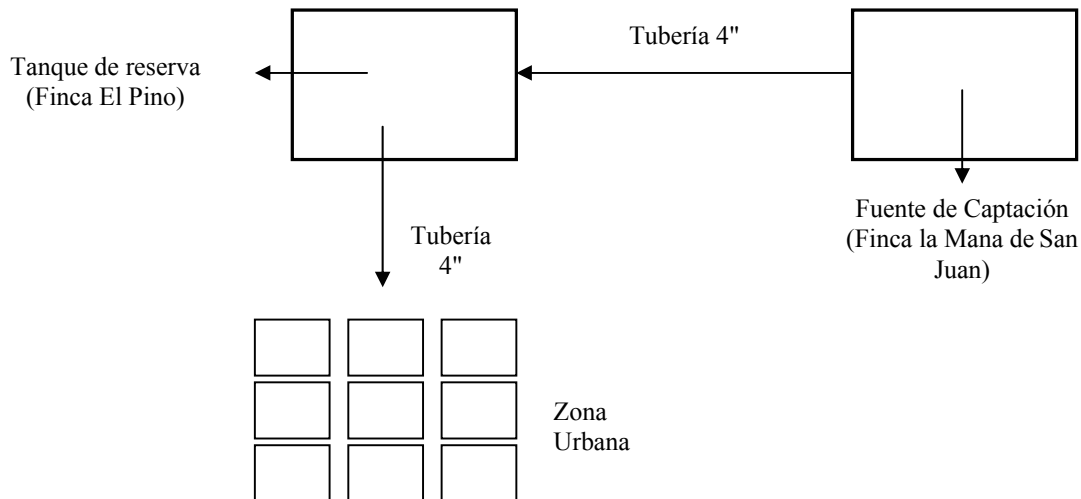 Tanque de reserva
(Finca El Pino)
Tubería 4"
Fuente de Captación
(Finca la Mana de San
Juan)
Tubería
4"
Zona
Urbana